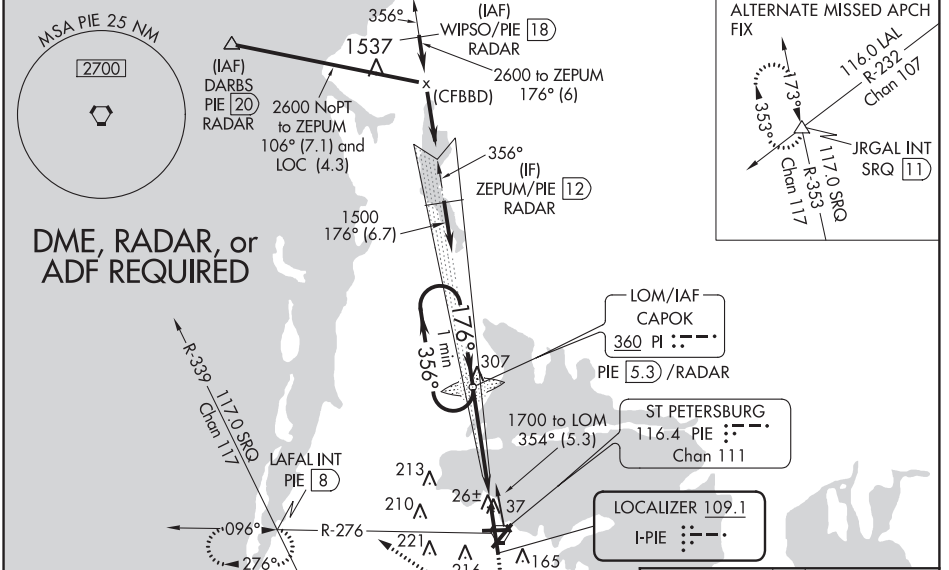 MSA PIE 25 NM
2700
(IAF)
DARBS
PIE 20
RADAR
1537
356°
(IAF)
WIPSO/PIE 18
RADAR
2600 to ZEPUM
176° (6)
(CFBBD)
2600 NoPT
to ZEPUM
106° (7.1) and
LOC (4.3)
ALTERNATE MISSED APCH
FIX
116.0 LAL
R-232
Chan 107
173°
353°
JRGAL INT
SRQ 11
117.0 SRQ
R-353
Chan 117
356°
(IF)
ZEPUM/PIE 12
RADAR
1500
176° (6.7)
DME, RADAR, or
ADF REQUIRED
176°
1 min
356°
307
LOM/IAF
CAPOK
360 PI
PIE 5.3 /RADAR
1700 to LOM
354° (5.3)
ST PETERSBURG
116.4 PIE
Chan 111
R-339
117.0 SRQ
Chan 117
LAFAL INT
PIE 8
213
210
26±
37
LOCALIZER 109.1
I-PIE
096°
R-276
276°
221
216
165